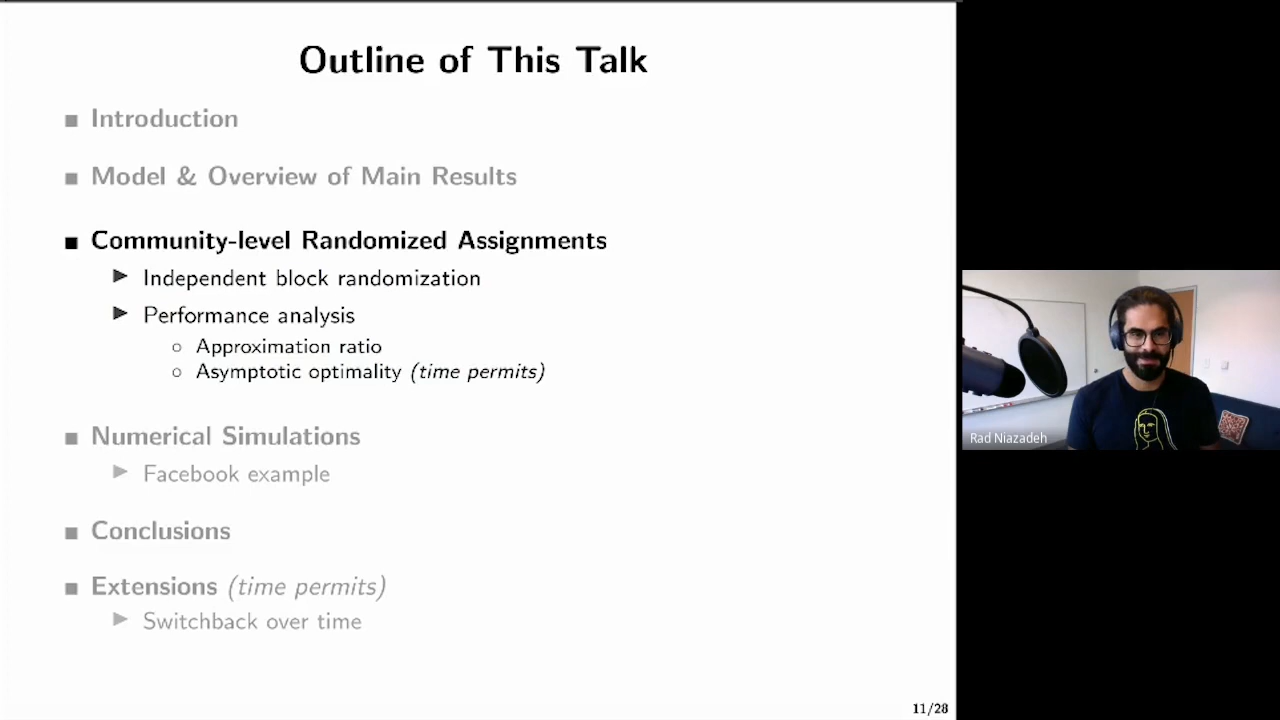 Outline of This Talk
Introduction
Model & Overview of Main Results
Community-level Randomized Assignments
Independent block randomization
Performance analysis
Approximation ratio
Asymptotic optimality (time permits)
Numerical Simulations
Facebook example
Conclusions
Extensions (time permits)
Switchback over time
11/28
Rad Niazadeh